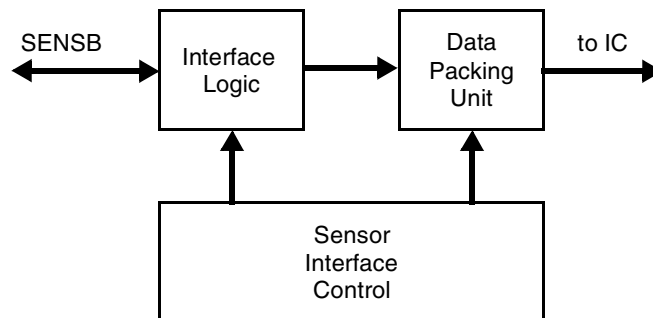 SENSB
Interface
Logic
Data
Packing
Unit
to IC
Sensor
Interface
Control